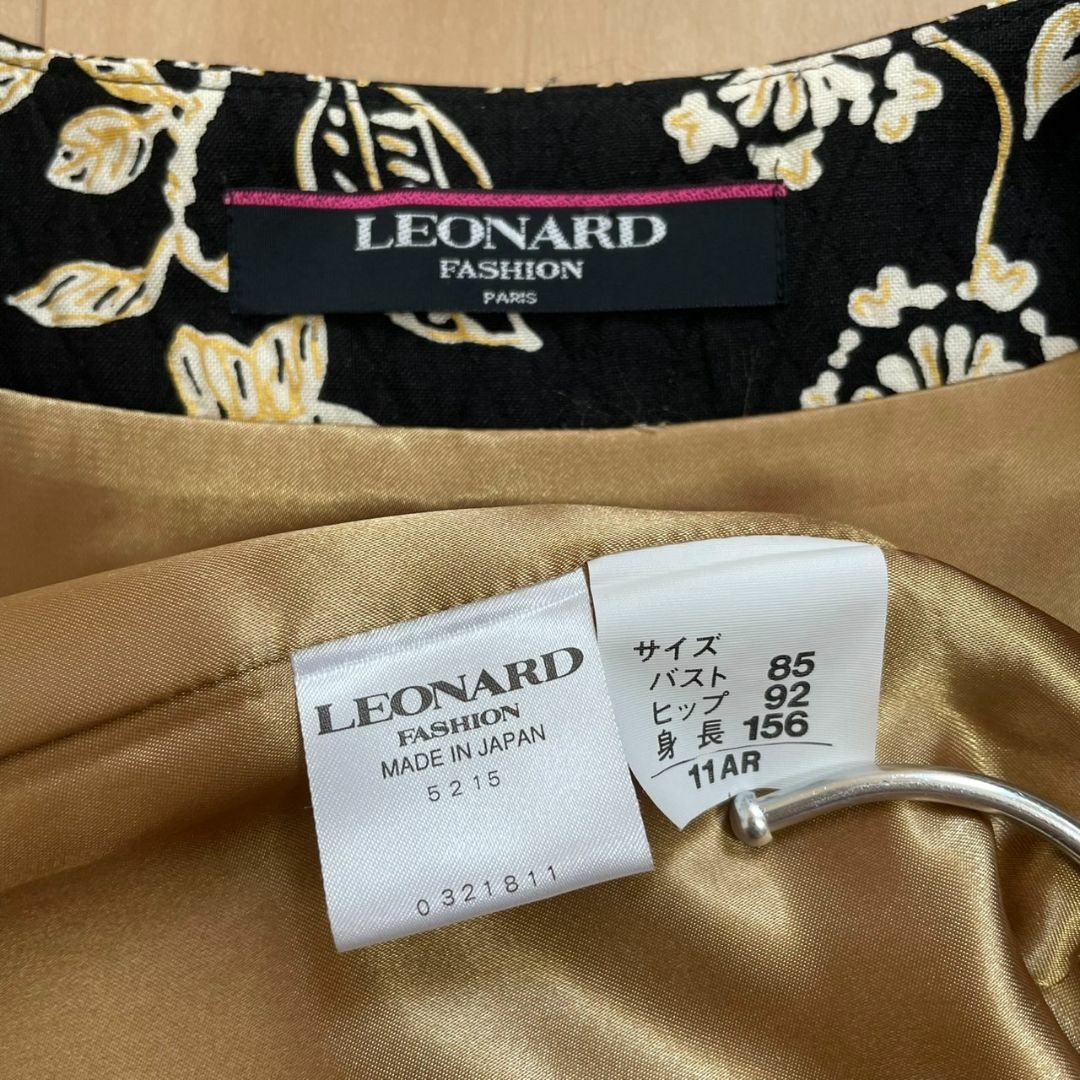 LEONARD
FASHION
PARIS
LEONARD
FASHION
MADE IN JAPAN
5215
0321811
サイズ
バスト 85
ヒップ 92
身長 156
11AR